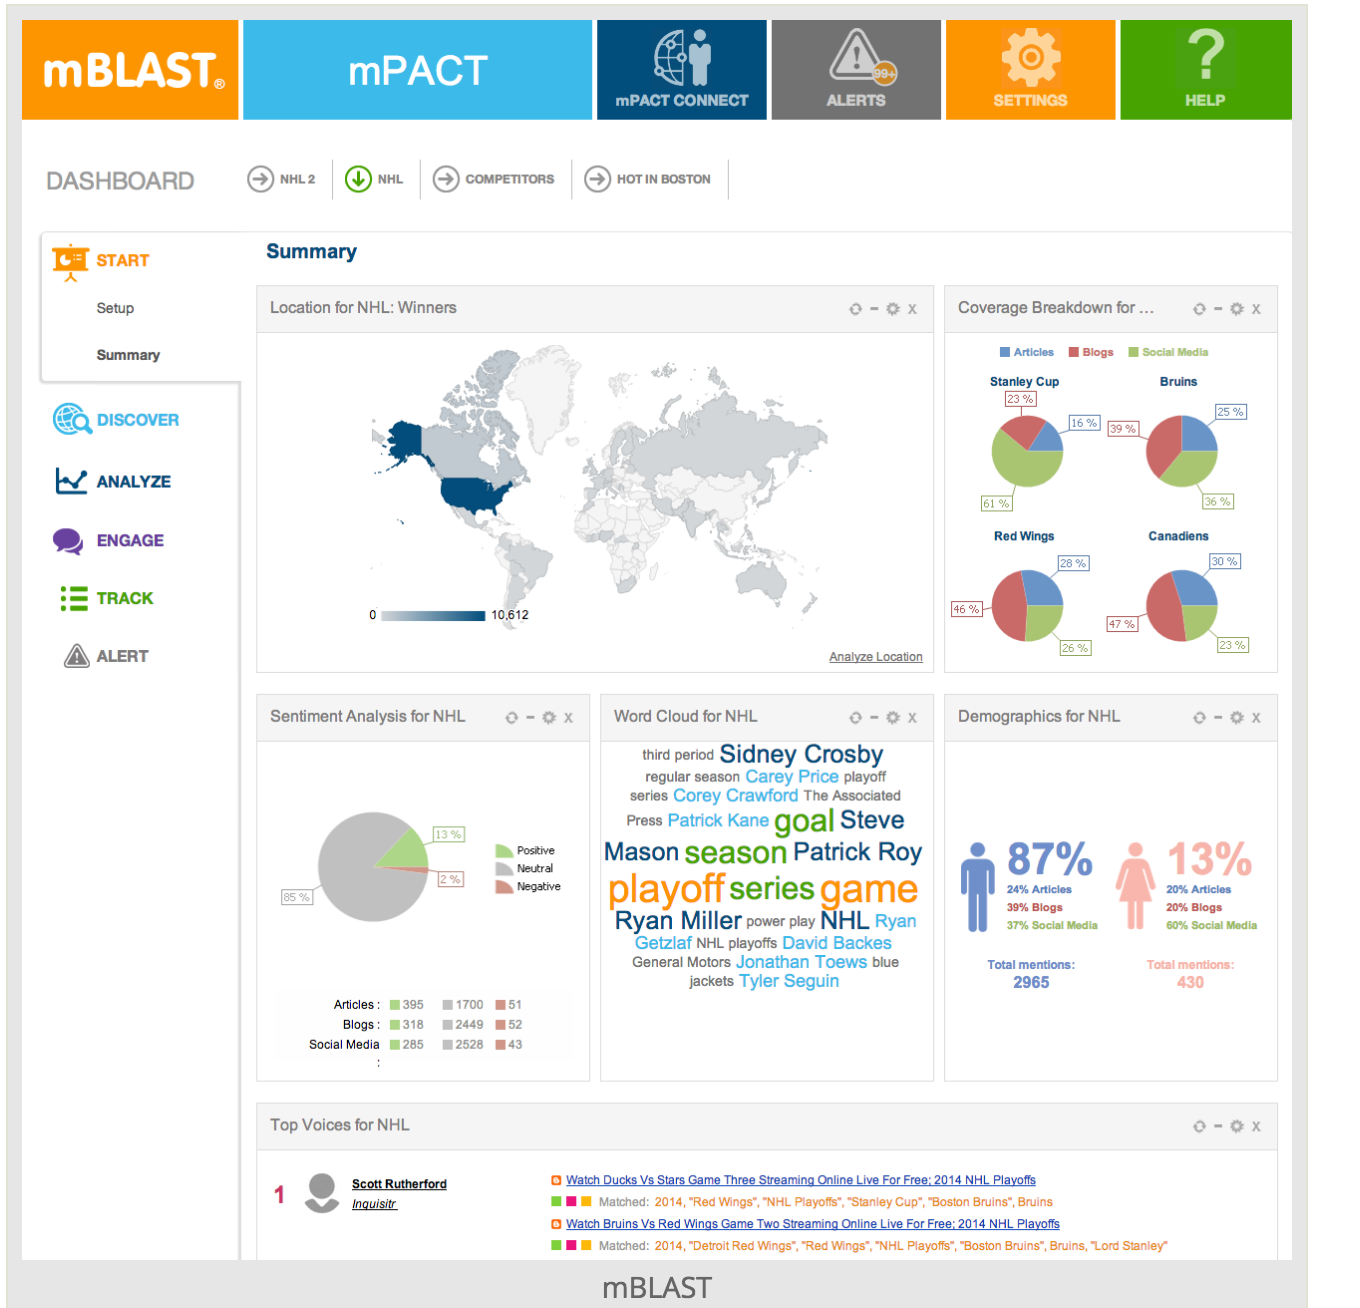 mBLAST®
mPACT
mPACT CONNECT
99+
ALERTS
SETTINGS
?
HELP
DASHBOARD
NHL 2
NHL
COMPETITORS
HOT IN BOSTON
START
Setup
Summary
DISCOVER
ANALYZE
ENGAGE
TRACK
ALERT
Summary
Location for NHL: Winners
X
0
10,612
Analyze Location
Coverage Breakdown for ...
X
Articles Blogs Social Media
Stanley Cup
23 %
16 %
61 %
Bruins
25 %
39 %
36 %
Red Wings
28 %
46 %
26 %
Canadiens
30 %
47 %
23 %
Sentiment Analysis for NHL
X
13 %
2 %
85 %
Positive
Neutral
Negative
Articles : 395 1700 51
Blogs : 318 2449 52
Social Media 285 2528 43
:
Word Cloud for NHL
X
third period Sidney Crosby
regular season Carey Price playoff
series Corey Crawford The Associated
Press Patrick Kane goal Steve
Mason season Patrick Roy
playoff series game
Ryan Miller power play NHL Ryan
Getzlaf NHL playoffs David Backes
General Motors Jonathan Toews blue
jackets Tyler Seguin
Demographics for NHL
X
87%
24% Articles
39% Blogs
37% Social Media
Total mentions:
2965
13%
20% Articles
20% Blogs
60% Social Media
Total mentions:
430
Top Voices for NHL
X
1
Scott Rutherford
Inquisitr
Watch Ducks Vs Stars Game Three Streaming Online Live For Free; 2014 NHL Playoffs
Matched: 2014, "Red Wings", "NHL Playoffs", "Stanley Cup", "Boston Bruins", Bruins
Watch Bruins Vs Red Wings Game Two Streaming Online Live For Free; 2014 NHL Playoffs
Matched: 2014, "Detroit Red Wings", "Red Wings", "NHL Playoffs", "Boston Bruins", Bruins, "Lord Stanley"
mBLAST